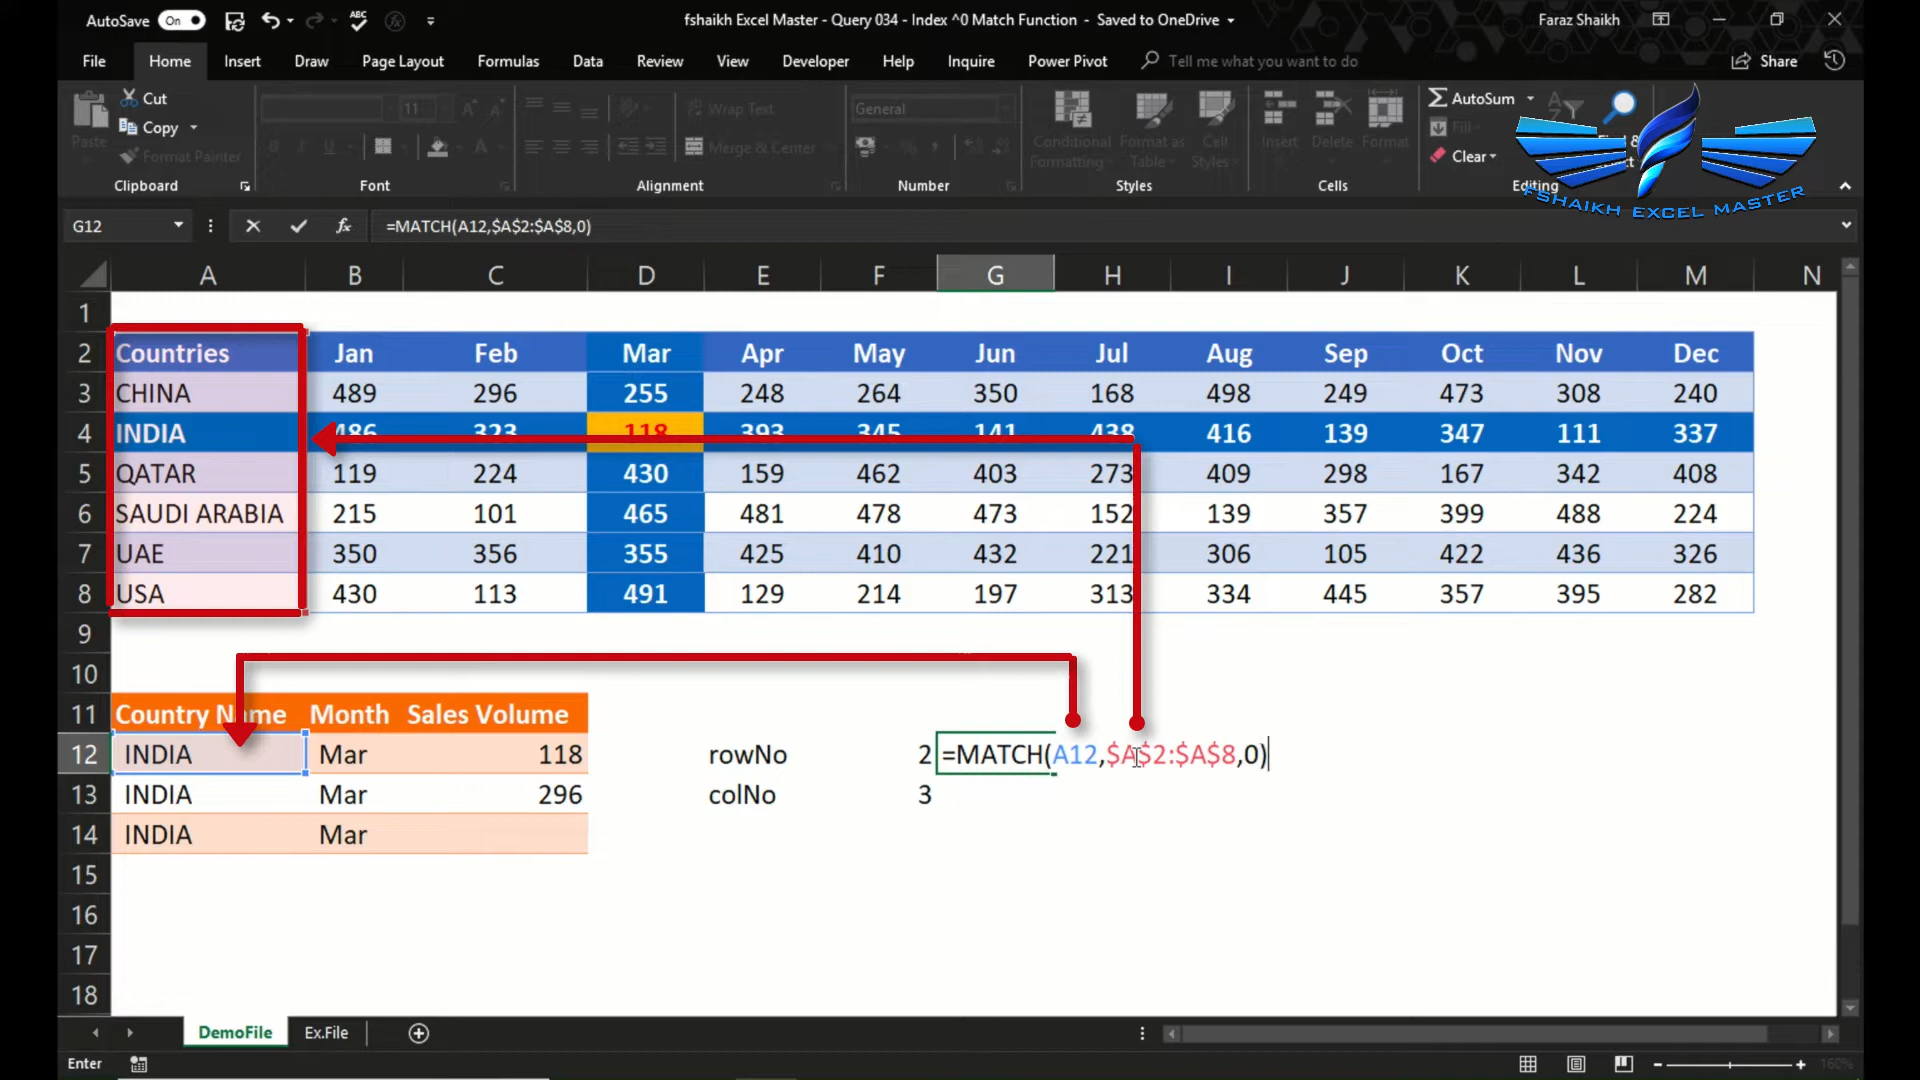 AutoSave On
fshaikh Excel Master - Query 034 - Index ^0 Match Function - Saved to OneDrive
Faraz Shaikh
File Home Insert Draw Page Layout Formulas Data Review View Developer Help Inquire Power Pivot Tell me what you want to do Share
Paste
Cut
Copy
Format Painter
11
Wrap Text
Merge & Center
General
Conditional Formatting
Format as Table
Cell Styles
Insert
Delete
Format
AutoSum
Fill
Clear
FSHAIKH EXCEL MASTER
Clipboard Font Alignment Number Styles Cells Editing
G12 =MATCH(A12,$A$2:$A$8,0)
A B C D E F G H I J K L M N
1
2 Countries Jan Feb Mar Apr May Jun Jul Aug Sep Oct Nov Dec
3 CHINA 489 296 255 248 264 350 168 498 249 473 308 240
4 INDIA 486 323 118 393 345 141 438 416 139 347 111 337
5 QATAR 119 224 430 159 462 403 273 409 298 167 342 408
6 SAUDI ARABIA 215 101 465 481 478 473 152 139 357 399 488 224
7 UAE 350 356 355 425 410 432 221 306 105 422 436 326
8 USA 430 113 491 129 214 197 313 334 445 357 395 282
9
10
11 Country Name Month Sales Volume
12 INDIA Mar 118 rowNo 2 =MATCH(A12,$A$2:$A$8,0)
13 INDIA Mar 296 colNo 3
14 INDIA Mar
15
16
17
18
DemoFile Ex.File
Enter 160%